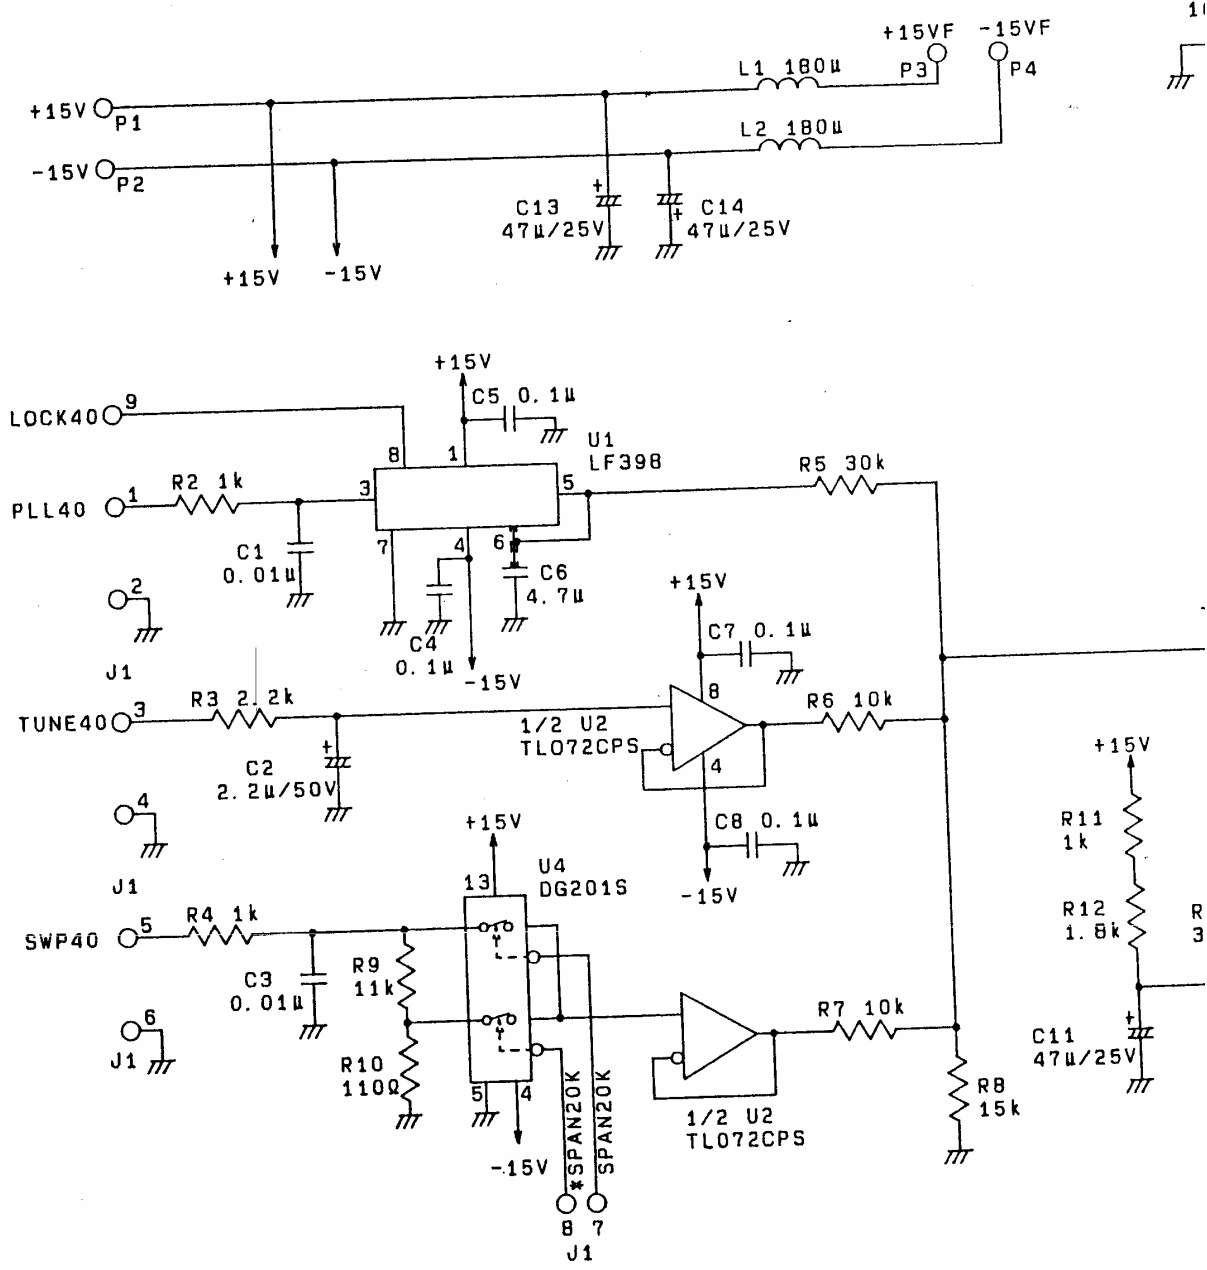 10
+15VF
-15VF
L1 180µ
P3
P4
+15V
P1
L2 180µ
-15V
P2
C13
47µ/25V
C14
47µ/25V
+15V
-15V
+15V
C5 0.1µ
LOCK40
9
U1
LF398
8
1
R2 1k
3
5
R5 30k
PLL40
1
7
4
6
C1
0.01µ
C6
4.7µ
+15V
2
C4
0.1µ
C7 0.1µ
J1
-15V
R3 2.2k
8
TUNE40
3
1/2 U2
TL072CPS
R6 10k
4
+15V
C2
2.2µ/50V
4
+15V
C8 0.1µ
R11
1k
J1
13
U4
DG201S
-15V
R12
1.8k
R
3
SWP40
5
R4 1k
R9
11k
C3
0.01µ
R7 10k
6
J1
R10
110Ω
C11
47µ/25V
5
4
*SPAN20K
SPAN20K
R8
15k
1/2 U2
TL072CPS
-15V
8
7
J1